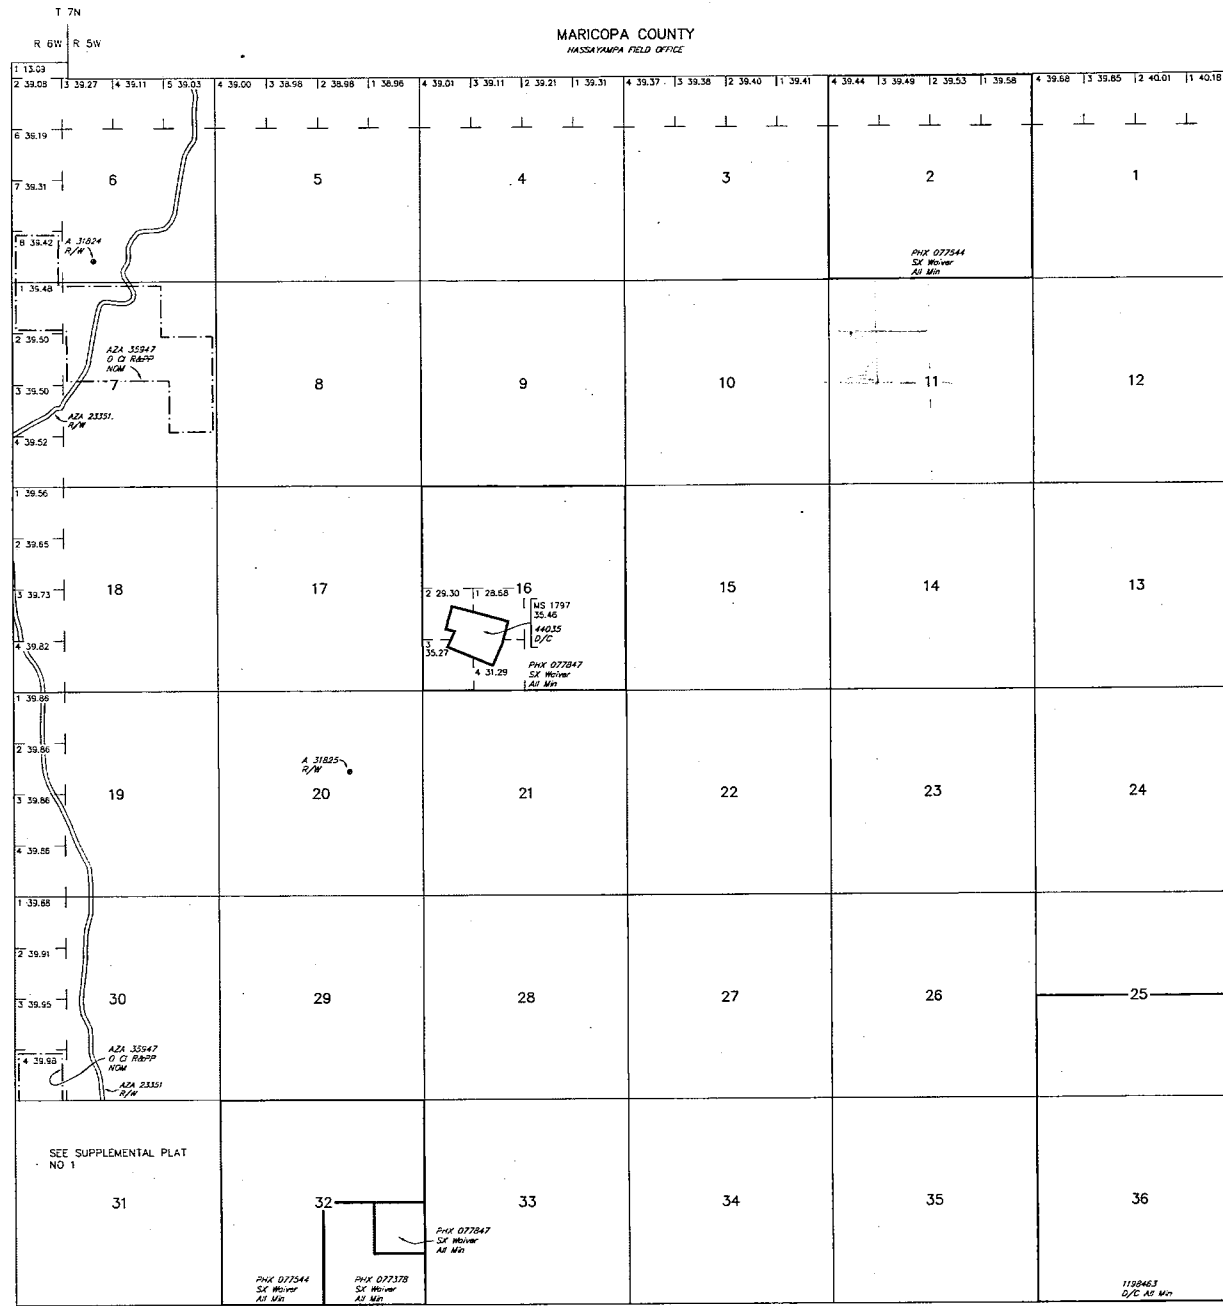 T 7N
R 6W R 5W
MARICOPA COUNTY
HASSAYAMPA FIELD OFFICE
1 13.03
2 39.08 3 39.27 4 39.11 5 39.03 4 39.00 3 38.98 2 38.98 1 38.96 4 39.01 3 39.11 2 39.21 1 39.31 4 39.37 3 39.38 2 39.40 1 39.41 4 39.44 3 39.49 2 39.53 1 39.58 4 39.68 3 39.85 2 40.01 1 40.18
6 39.19
7 39.31 6 5 4 3 2 1
8 39.42 A 31824
R/W
PHX 077544
SX Waiver
All Min
1 39.48
2 39.50
AZA 35947
O Cl R&PP
NOM
3 39.50 7 8 9 10 11 12
AZA 23351
R/W
4 39.52
1 39.56
2 39.65
3 39.73 18 17 16 15 14 13
2 29.30 1 28.68
MS 1797
35.46
44035
D/C
4 39.82
3
35.27
4 31.29
PHX 077847
SX Waiver
All Min
1 39.86
2 39.86
A 31825
R/W
3 39.86 19 20 21 22 23 24
4 39.86
1 39.88
2 39.91
3 39.95 30 29 28 27 26 25
4 39.98
AZA 35947
O Cl R&PP
NOM
AZA 23351
R/W
SEE SUPPLEMENTAL PLAT
NO 1
31 32 33 34 35 36
PHX 077847
SX Waiver
All Min
PHX 077544
SX Waiver
All Min
PHX 077378
SX Waiver
All Min
1198463
D/C All Min